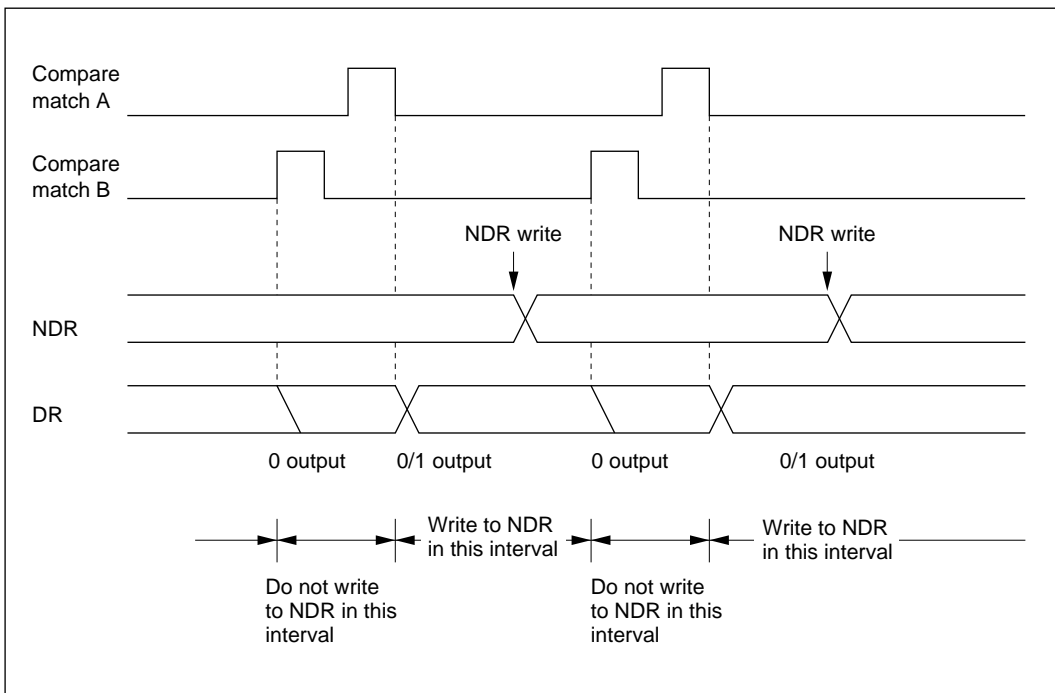 Compare
match A
Compare
match B
NDR write
NDR write
NDR
DR
0 output
0/1 output
0 output
0/1 output
Write to NDR
in this interval
Write to NDR
in this interval
Do not write
to NDR in this
interval
Do not write
to NDR in this
interval